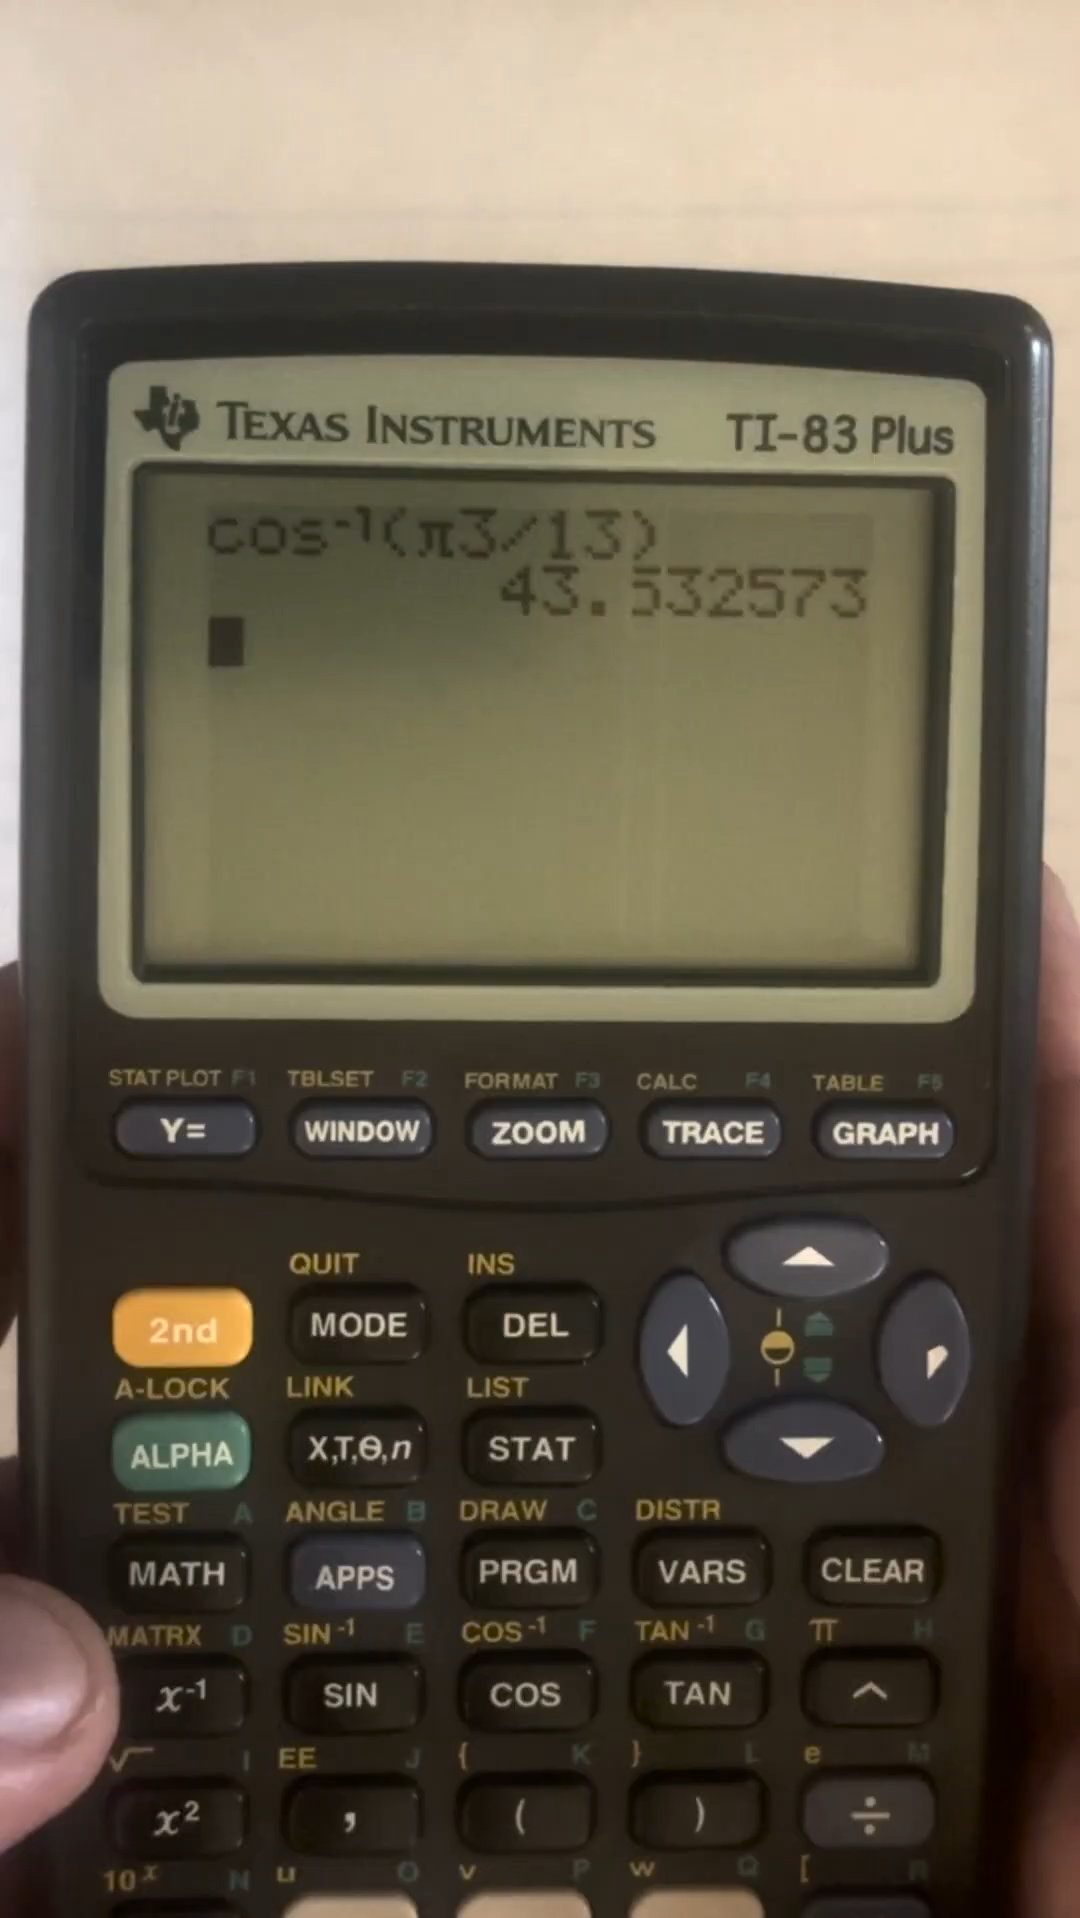 TEXAS INSTRUMENTS TI-83 Plus
cos⁻¹(π3/13)
43.532573
STAT PLOT F1 TBLSET F2 FORMAT F3 CALC F4 TABLE F5
Y= WINDOW ZOOM TRACE GRAPH
QUIT INS
2nd MODE DEL
A-LOCK LINK LIST
ALPHA X,T,Θ,n STAT
TEST A ANGLE B DRAW C DISTR
MATH APPS PRGM VARS CLEAR
MATRX D SIN⁻¹ E COS⁻¹ F TAN⁻¹ G π H
x⁻¹ SIN COS TAN ^
√ I EE J { K } L e M
x² , ( ) ÷
10ˣ N u O v P w Q [ R